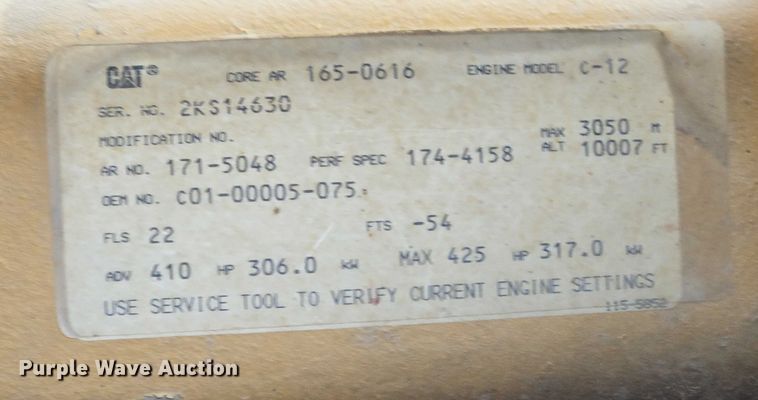 CAT® CORE AR 165-0616 ENGINE MODEL C-12
SER. NO. 2KS14630
MODIFICATION NO.
AR NO. 171-5048 PERF SPEC 174-4158 MAX ALT 3050 M 10007 FT
OEM NO. C01-00005-075
FLS 22 FTS -54
ADV 410 HP 306.0 kW MAX 425 HP 317.0 kW
USE SERVICE TOOL TO VERIFY CURRENT ENGINE SETTINGS
115-5852
Purple Wave Auction